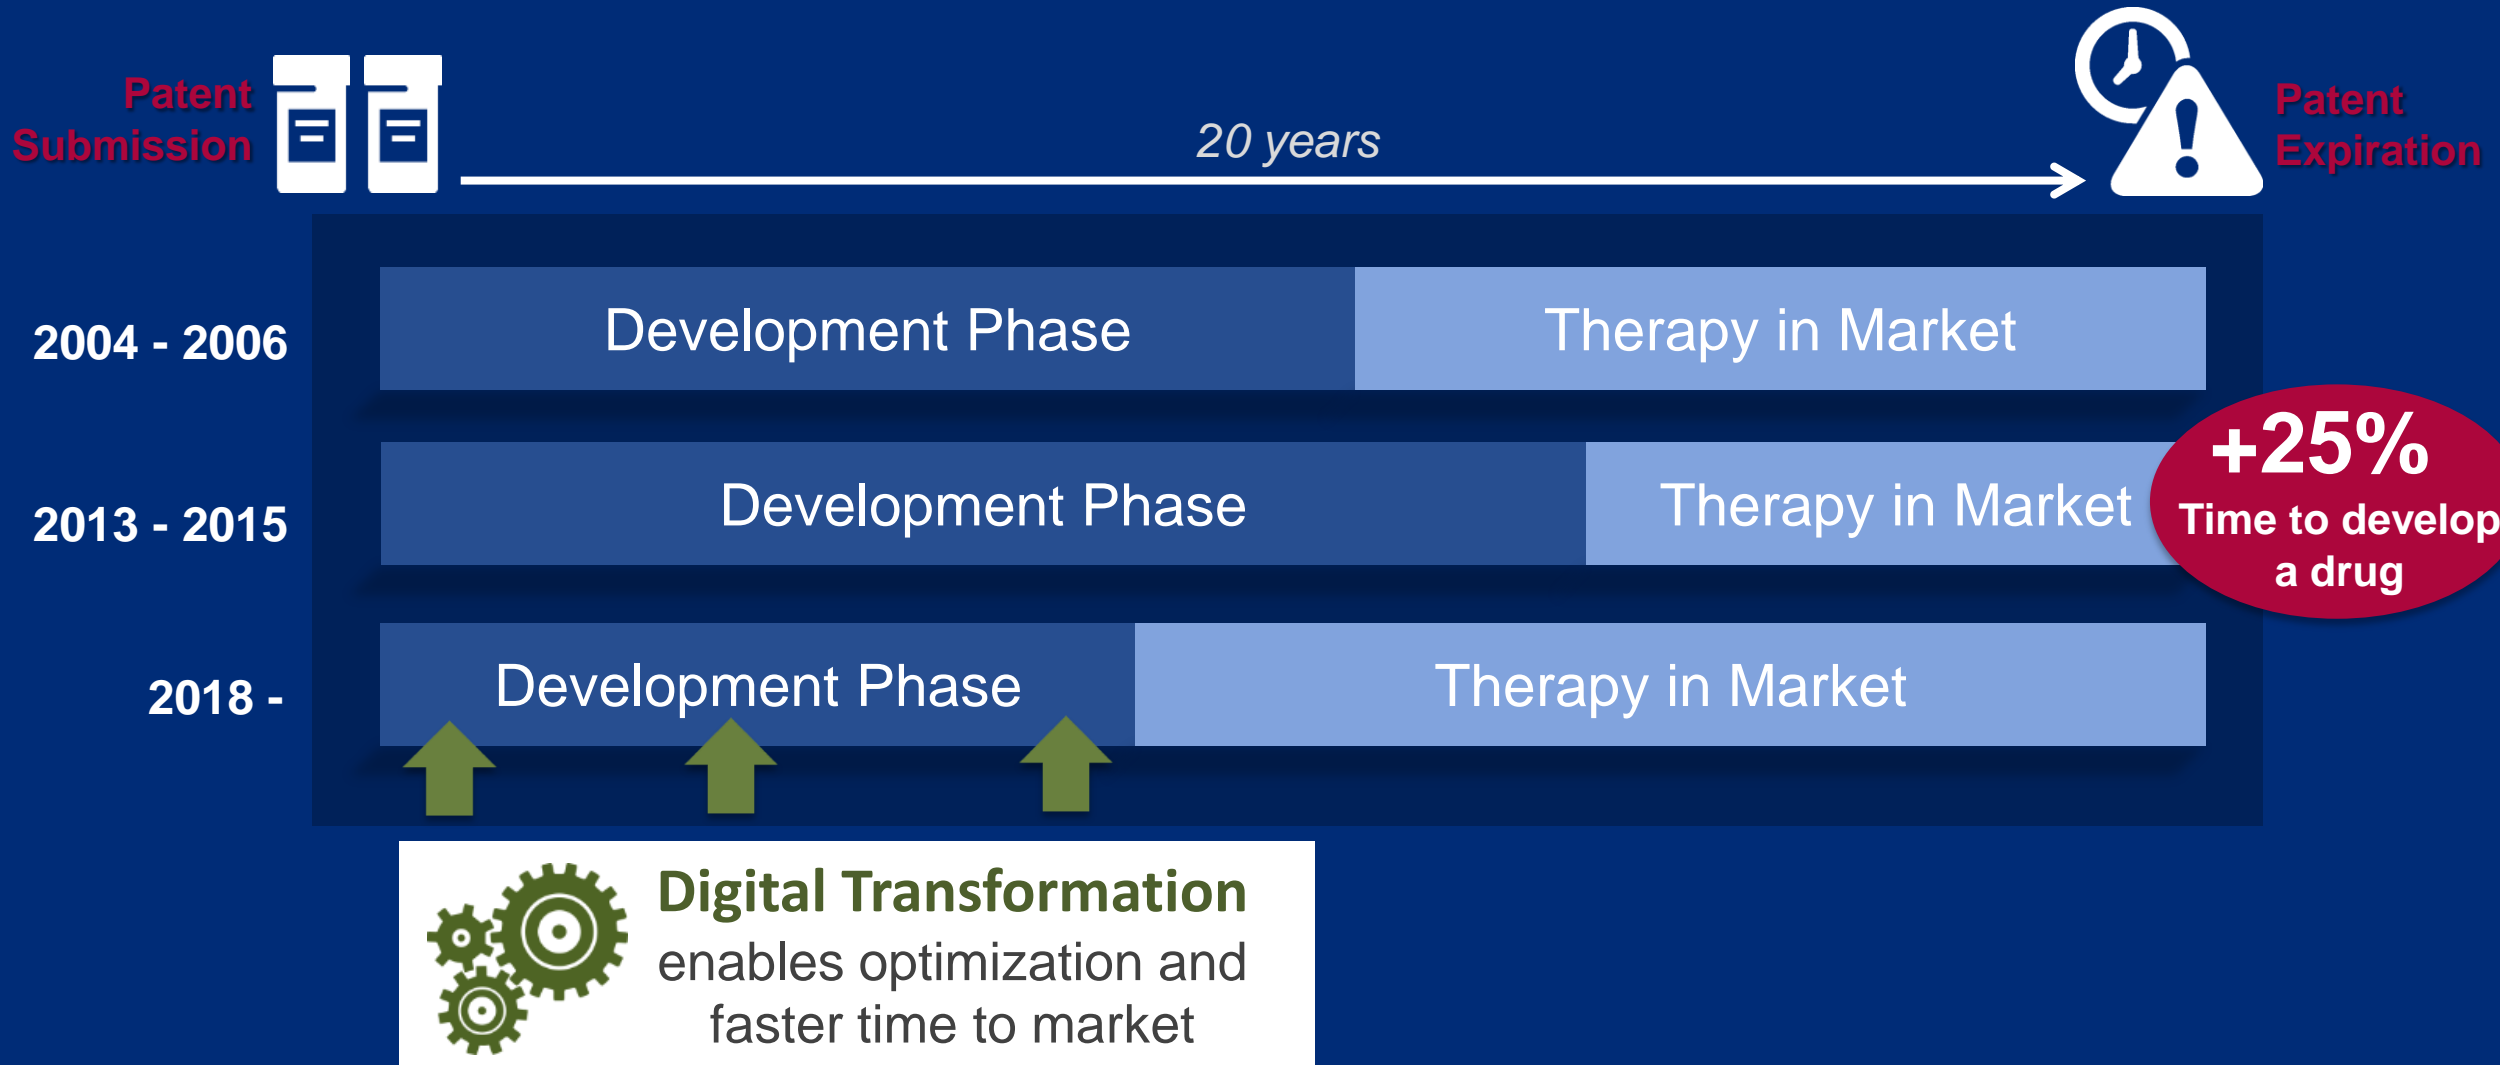 Patent
Submission
20 years
Patent
Expiration
2004 - 2006
Development Phase
Therapy in Market
2013 - 2015
Development Phase
Therapy in Market
+25%
Time to develop
a drug
2018 -
Development Phase
Therapy in Market
Digital Transformation
enables optimization and
faster time to market